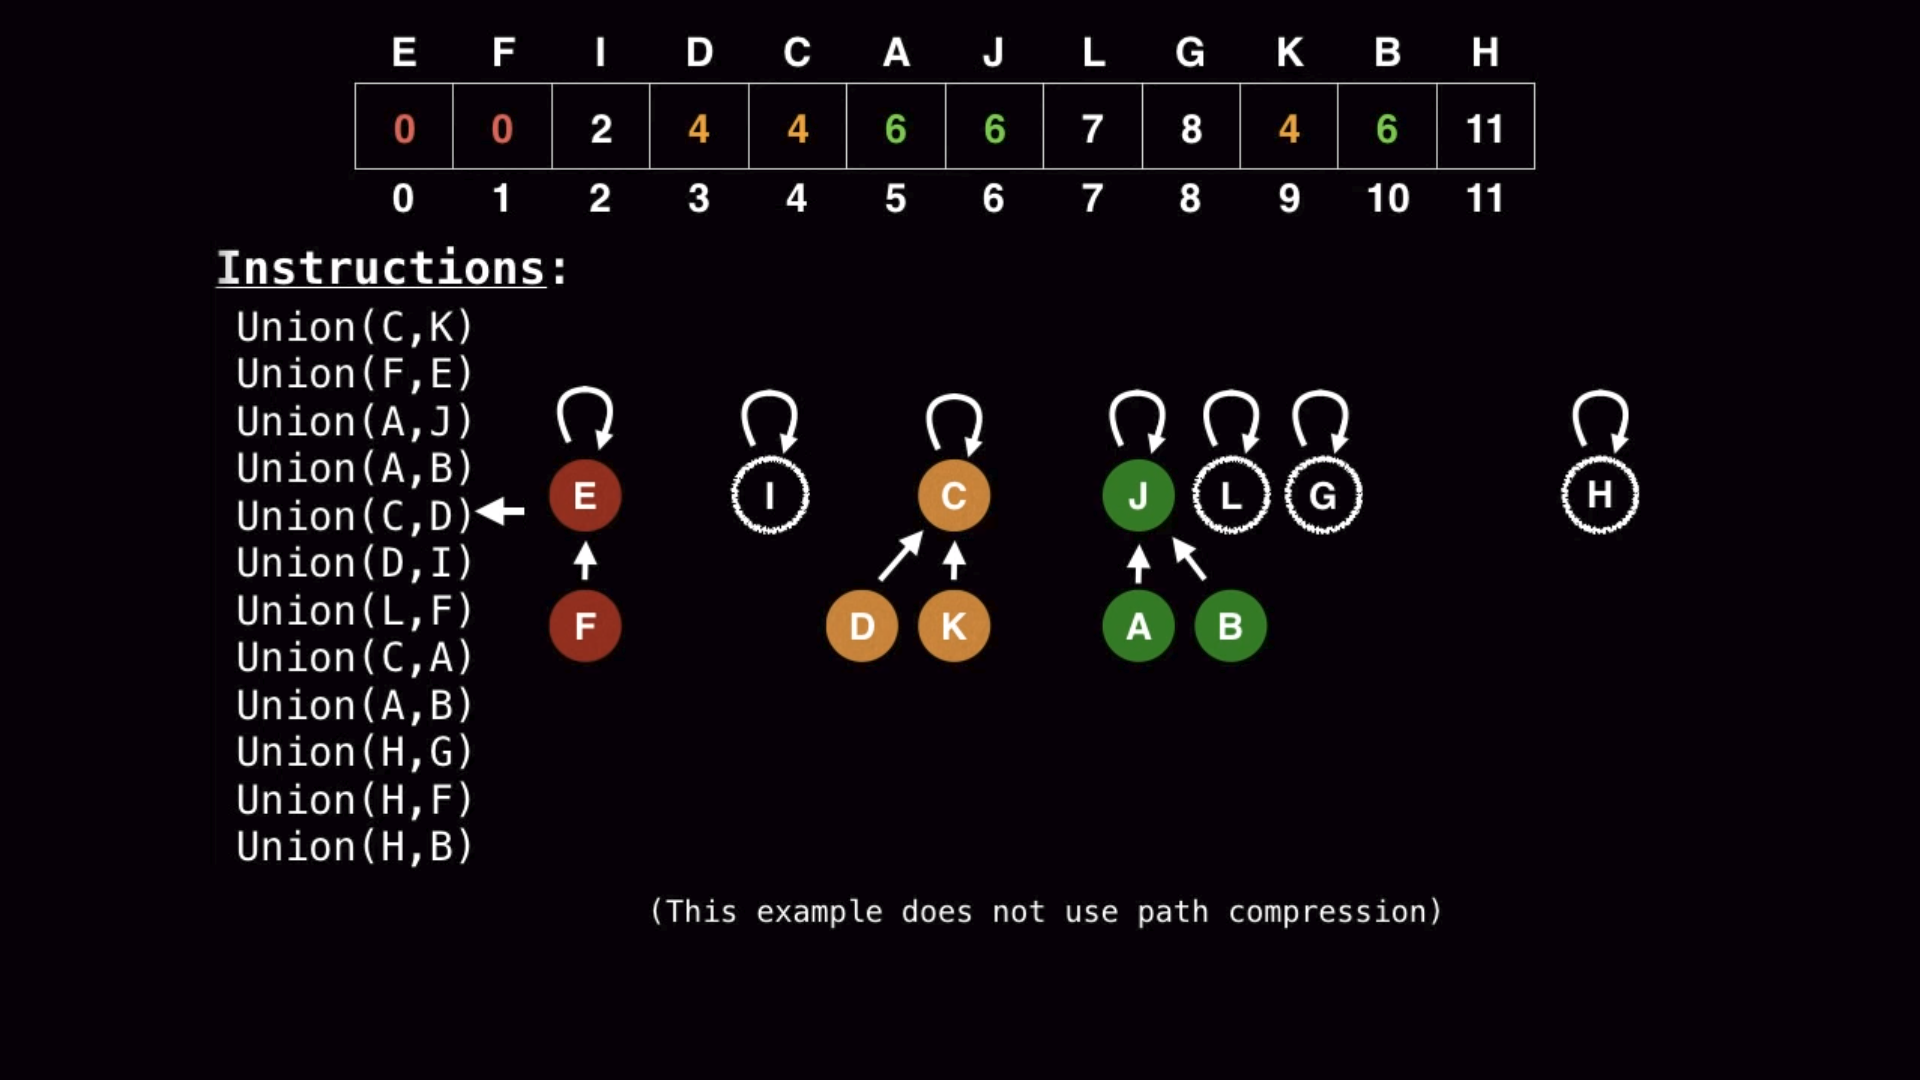 E F I D C A J L G K B H
0 0 2 4 4 6 6 7 8 4 6 11
0 1 2 3 4 5 6 7 8 9 10 11
Instructions:
Union(C,K)
Union(F,E)
Union(A,J)
Union(A,B)
Union(C,D)
Union(D,I)
Union(L,F)
Union(C,A)
Union(A,B)
Union(H,G)
Union(H,F)
Union(H,B)
E I C J L G H
F D K A B
(This example does not use path compression)